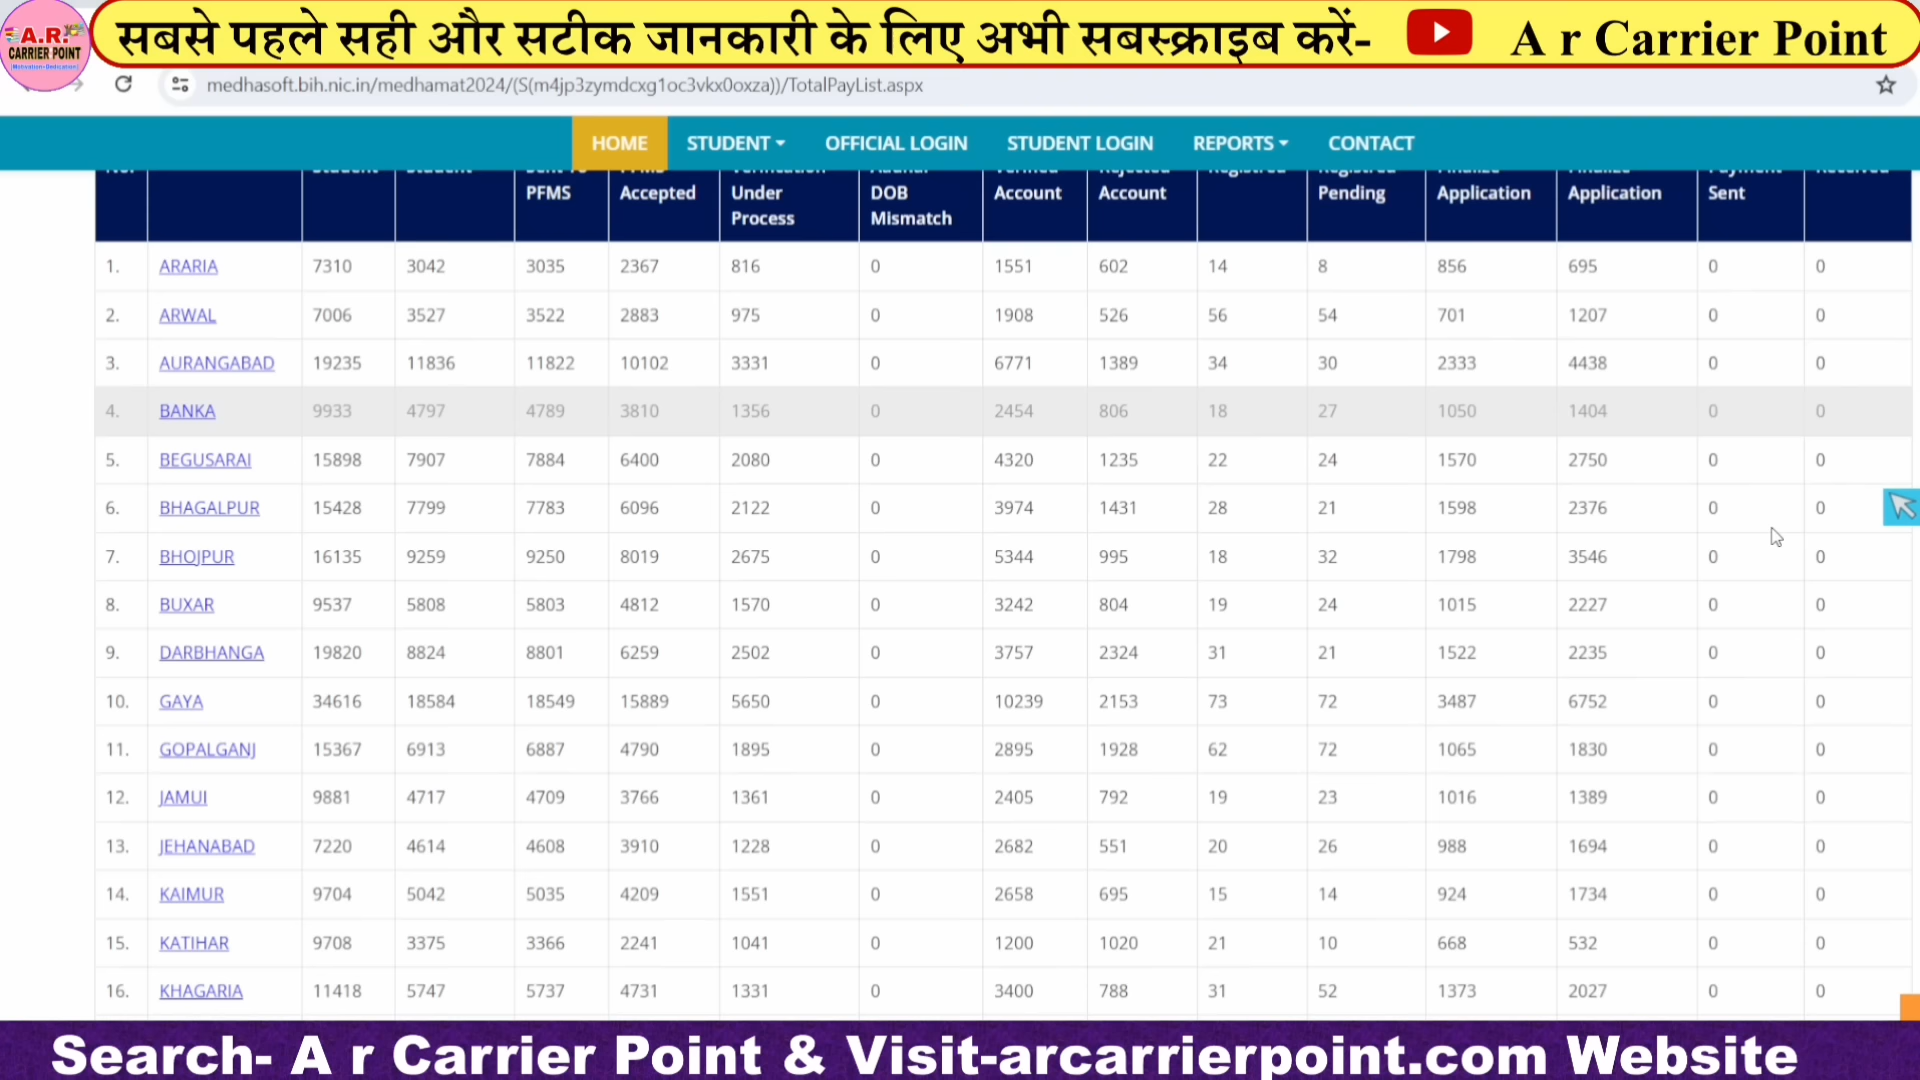 A.R.
CARRIER POINT
सबसे पहले सही और सटीक जानकारी के लिए अभी सबस्क्राइब करें- A r Carrier Point
medhasoft.bih.nic.in/medhamat2024/(S(m4jp3zymdcxg1oc3vkx0oxza))/TotalPayList.aspx
HOME STUDENT OFFICIAL LOGIN STUDENT LOGIN REPORTS CONTACT
PFMS Accepted Under DOB Account Account Pending Application Application Sent
Process Mismatch
1. ARARIA 7310 3042 3035 2367 816 0 1551 602 14 8 856 695 0 0
2. ARWAL 7006 3527 3522 2883 975 0 1908 526 56 54 701 1207 0 0
3. AURANGABAD 19235 11836 11822 10102 3331 0 6771 1389 34 30 2333 4438 0 0
4. BANKA 9933 4797 4789 3810 1356 0 2454 806 18 27 1050 1404 0 0
5. BEGUSARAI 15898 7907 7884 6400 2080 0 4320 1235 22 24 1570 2750 0 0
6. BHAGALPUR 15428 7799 7783 6096 2122 0 3974 1431 28 21 1598 2376 0 0
7. BHOJPUR 16135 9259 9250 8019 2675 0 5344 995 18 32 1798 3546 0 0
8. BUXAR 9537 5808 5803 4812 1570 0 3242 804 19 24 1015 2227 0 0
9. DARBHANGA 19820 8824 8801 6259 2502 0 3757 2324 31 21 1522 2235 0 0
10. GAYA 34616 18584 18549 15889 5650 0 10239 2153 73 72 3487 6752 0 0
11. GOPALGANJ 15367 6913 6887 4790 1895 0 2895 1928 62 72 1065 1830 0 0
12. JAMUI 9881 4717 4709 3766 1361 0 2405 792 19 23 1016 1389 0 0
13. JEHANABAD 7220 4614 4608 3910 1228 0 2682 551 20 26 988 1694 0 0
14. KAIMUR 9704 5042 5035 4209 1551 0 2658 695 15 14 924 1734 0 0
15. KATIHAR 9708 3375 3366 2241 1041 0 1200 1020 21 10 668 532 0 0
16. KHAGARIA 11418 5747 5737 4731 1331 0 3400 788 31 52 1373 2027 0 0
Search- A r Carrier Point & Visit-arcarrierpoint.com Website